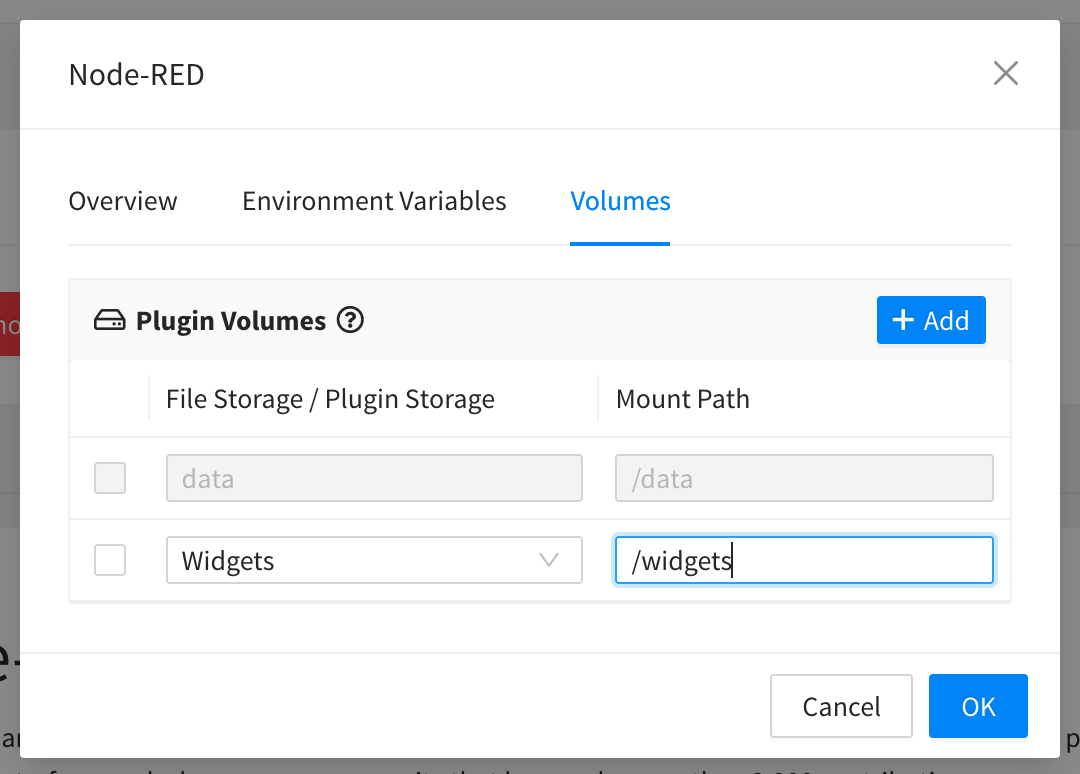 Node-RED
Overview Environment Variables Volumes
Plugin Volumes ? + Add
File Storage / Plugin Storage Mount Path
data /data
Widgets /widgets
Cancel OK